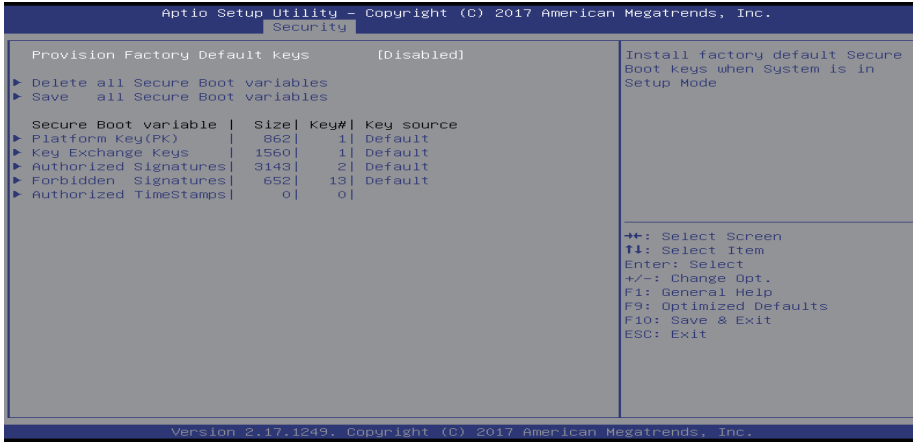 Aptio Setup Utility – Copyright (C) 2017 American Megatrends, Inc.
Security
Provision Factory Default keys [Disabled]
► Delete all Secure Boot variables
► Save all Secure Boot variables
Secure Boot variable | Size| Key#| Key source
► Platform Key(PK) | 862| 1| Default
► Key Exchange Keys | 1560| 1| Default
► Authorized Signatures| 3143| 2| Default
► Forbidden Signatures| 652| 13| Default
► Authorized TimeStamps| 0| 0|
Install factory default Secure
Boot keys when System is in
Setup Mode
→←: Select Screen
↑↓: Select Item
Enter: Select
+/-: Change Opt.
F1: General Help
F9: Optimized Defaults
F10: Save & Exit
ESC: Exit
Version 2.17.1249. Copyright (C) 2017 American Megatrends, Inc.